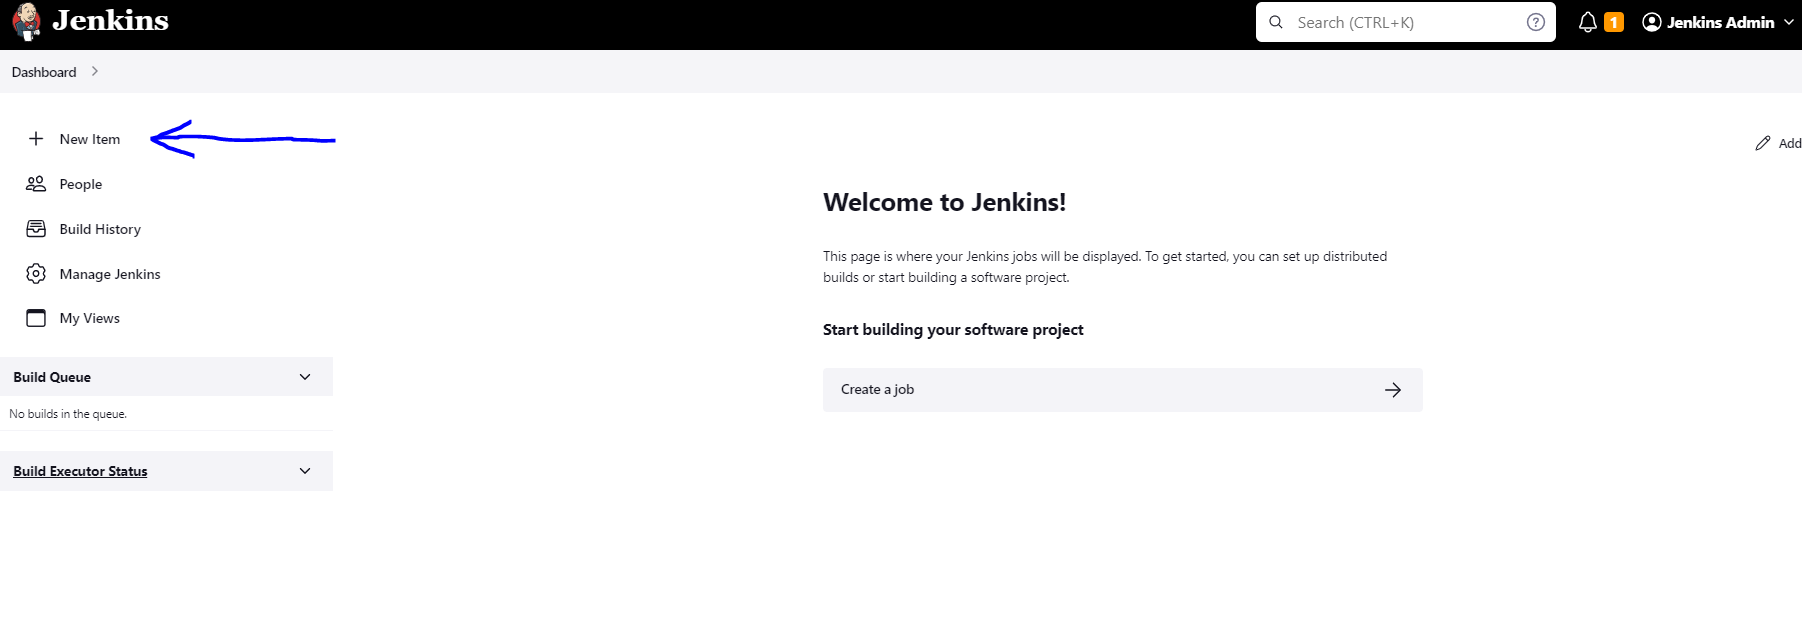 Jenkins
Search (CTRL+K)
1
Jenkins Admin
Dashboard
New Item
Add
People
Welcome to Jenkins!
Build History
This page is where your Jenkins jobs will be displayed. To get started, you can set up distributed
builds or start building a software project.
Manage Jenkins
My Views
Start building your software project
Build Queue
Create a job
No builds in the queue.
Build Executor Status